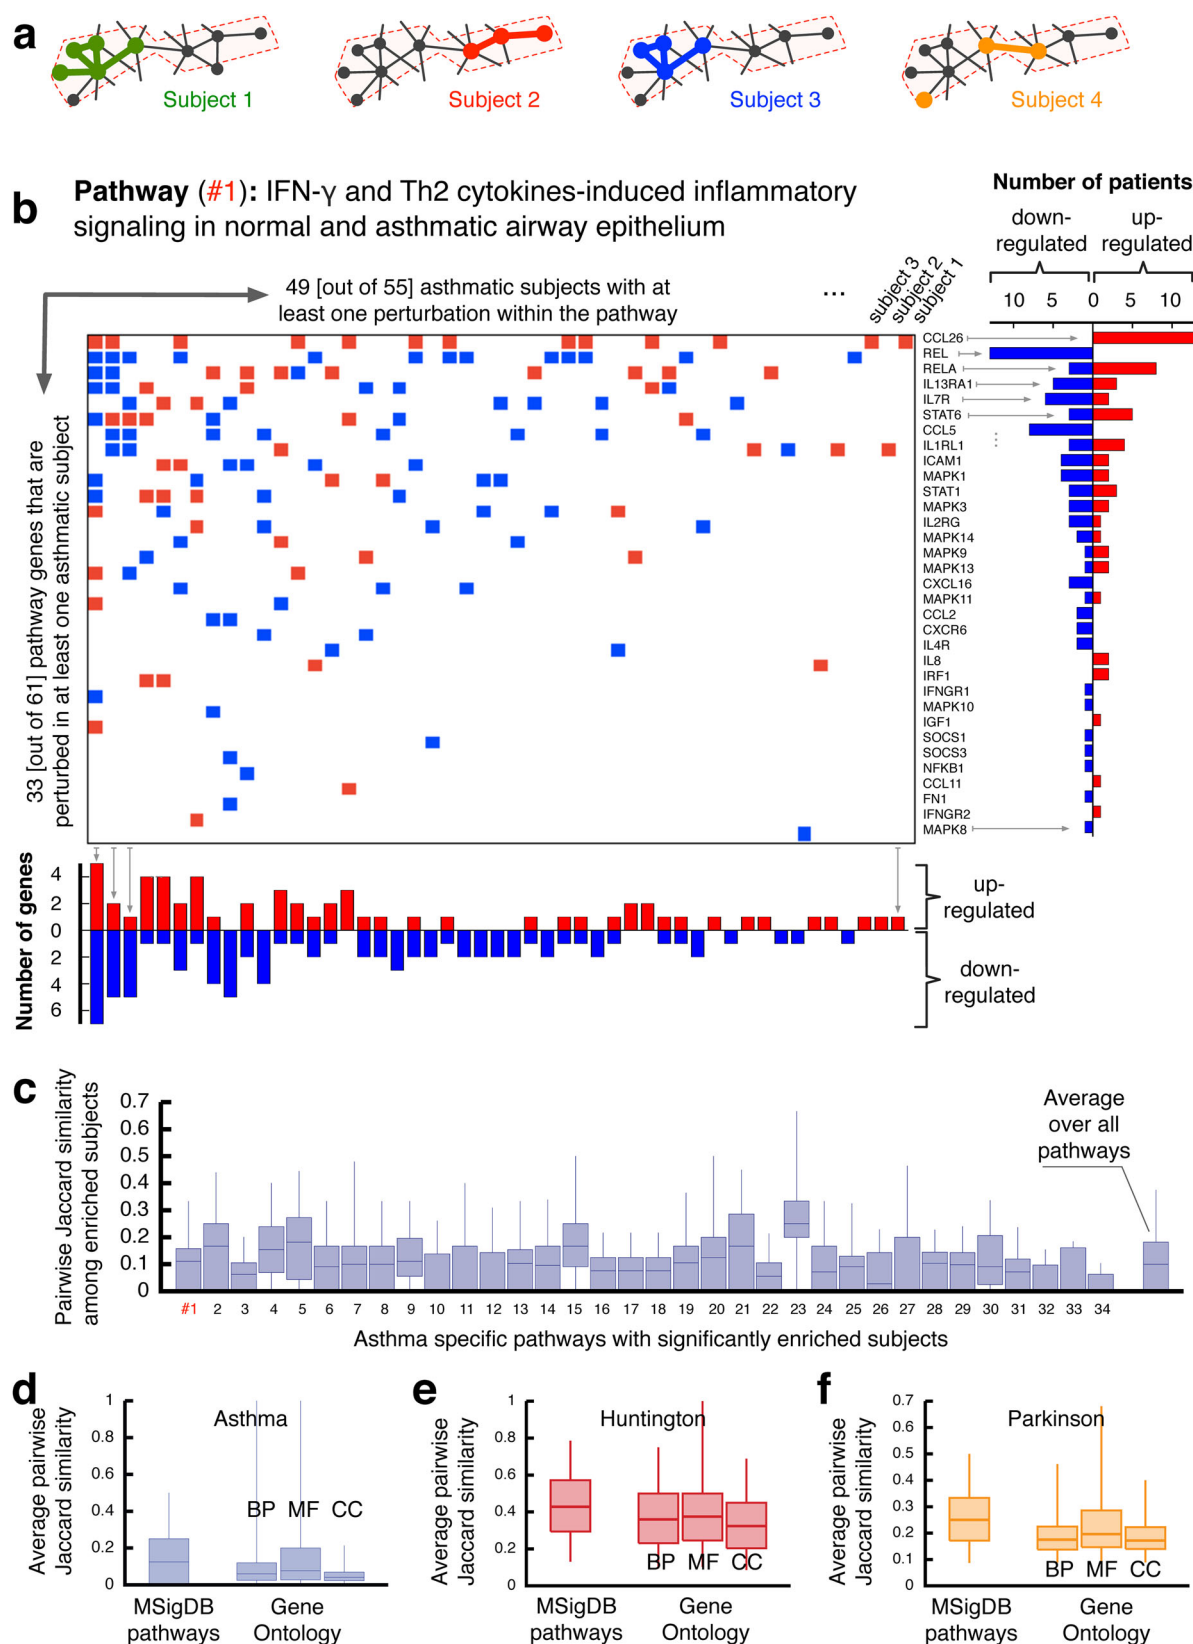 a
Subject 1
Subject 2
Subject 3
Subject 4
b
Pathway (#1): IFN-γ and Th2 cytokines-induced inflammatory
signaling in normal and asthmatic airway epithelium
Number of patients
down-
regulated
up-
regulated
10 5 0 5 10
49 [out of 55] asthmatic subjects with at
least one perturbation within the pathway
...
subject 3
subject 2
subject 1
33 [out of 61] pathway genes that are
perturbed in at least one asthmatic subject
CCL26
REL
RELA
IL13RA1
IL7R
STAT6
CCL5
IL1RL1
ICAM1
MAPK1
STAT1
MAPK3
IL2RG
MAPK14
MAPK9
MAPK13
CXCL16
MAPK11
CCL2
CXCR6
IL4R
IL8
IRF1
IFNGR1
MAPK10
IGF1
SOCS1
SOCS3
NFKB1
CCL11
FN1
IFNGR2
MAPK8
Number of genes
4
2
0
2
4
6
up-
regulated
down-
regulated
c
Pairwise Jaccard similarity
among enriched subjects
0.7
0.6
0.5
0.4
0.3
0.2
0.1
0
Average
over all
pathways
#1 2 3 4 5 6 7 8 9 10 11 12 13 14 15 16 17 18 19 20 21 22 23 24 25 26 27 28 29 30 31 32 33 34
Asthma specific pathways with significantly enriched subjects
d
Average pairwise
Jaccard similarity
1
0.8
0.6
0.4
0.2
0
Asthma
BP MF CC
MSigDB
pathways
Gene
Ontology
e
Average pairwise
Jaccard similarity
1
0.8
0.6
0.4
0.2
0
Huntington
BP MF CC
MSigDB
pathways
Gene
Ontology
f
Average pairwise
Jaccard similarity
0.7
0.6
0.5
0.4
0.3
0.2
0.1
0
Parkinson
BP MF CC
MSigDB
pathways
Gene
Ontology